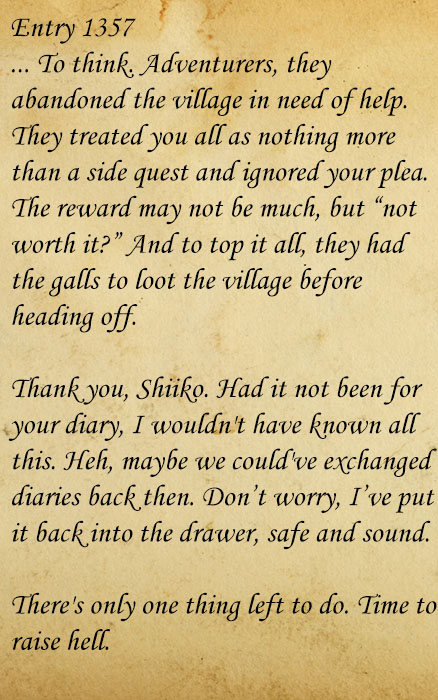 Entry 1357
... To think. Adventurers, they
abandoned the village in need of help.
They treated you all as nothing more
than a side quest and ignored your plea.
The reward may not be much, but “not
worth it?” And to top it all, they had
the galls to loot the village before
heading off.
Thank you, Shiiko. Had it not been for
your diary, I wouldn't have known all
this. Heh, maybe we could've exchanged
diaries back then. Don’t worry, I’ve put
it back into the drawer, safe and sound.
There's only one thing left to do. Time to
raise hell.